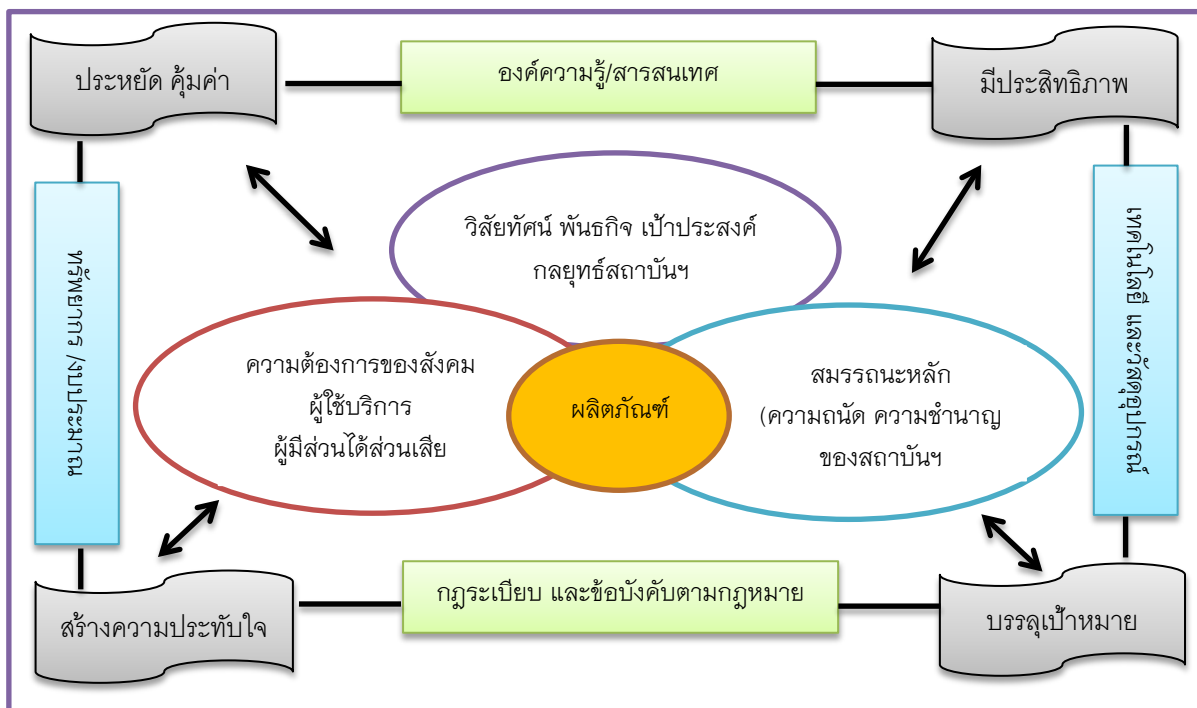 ประหยัด คุ้มค่า
องค์ความรู้/สารสนเทศ
มีประสิทธิภาพ
วิสัยทัศน์ พันธกิจ เป้าประสงค์
กลยุทธ์สถาบันฯ
ทรัพยากร /งบประมาณ
เทคโนโลยี และวัสดุอุปกรณ์
ความต้องการของสังคม
ผู้ใช้บริการ
ผู้มีส่วนได้ส่วนเสีย
ผลิตภัณฑ์
สมรรถนะหลัก
(ความถนัด ความชำนาญ
ของสถาบันฯ
สร้างความประทับใจ
กฎระเบียบ และข้อบังคับตามกฎหมาย
บรรลุเป้าหมาย